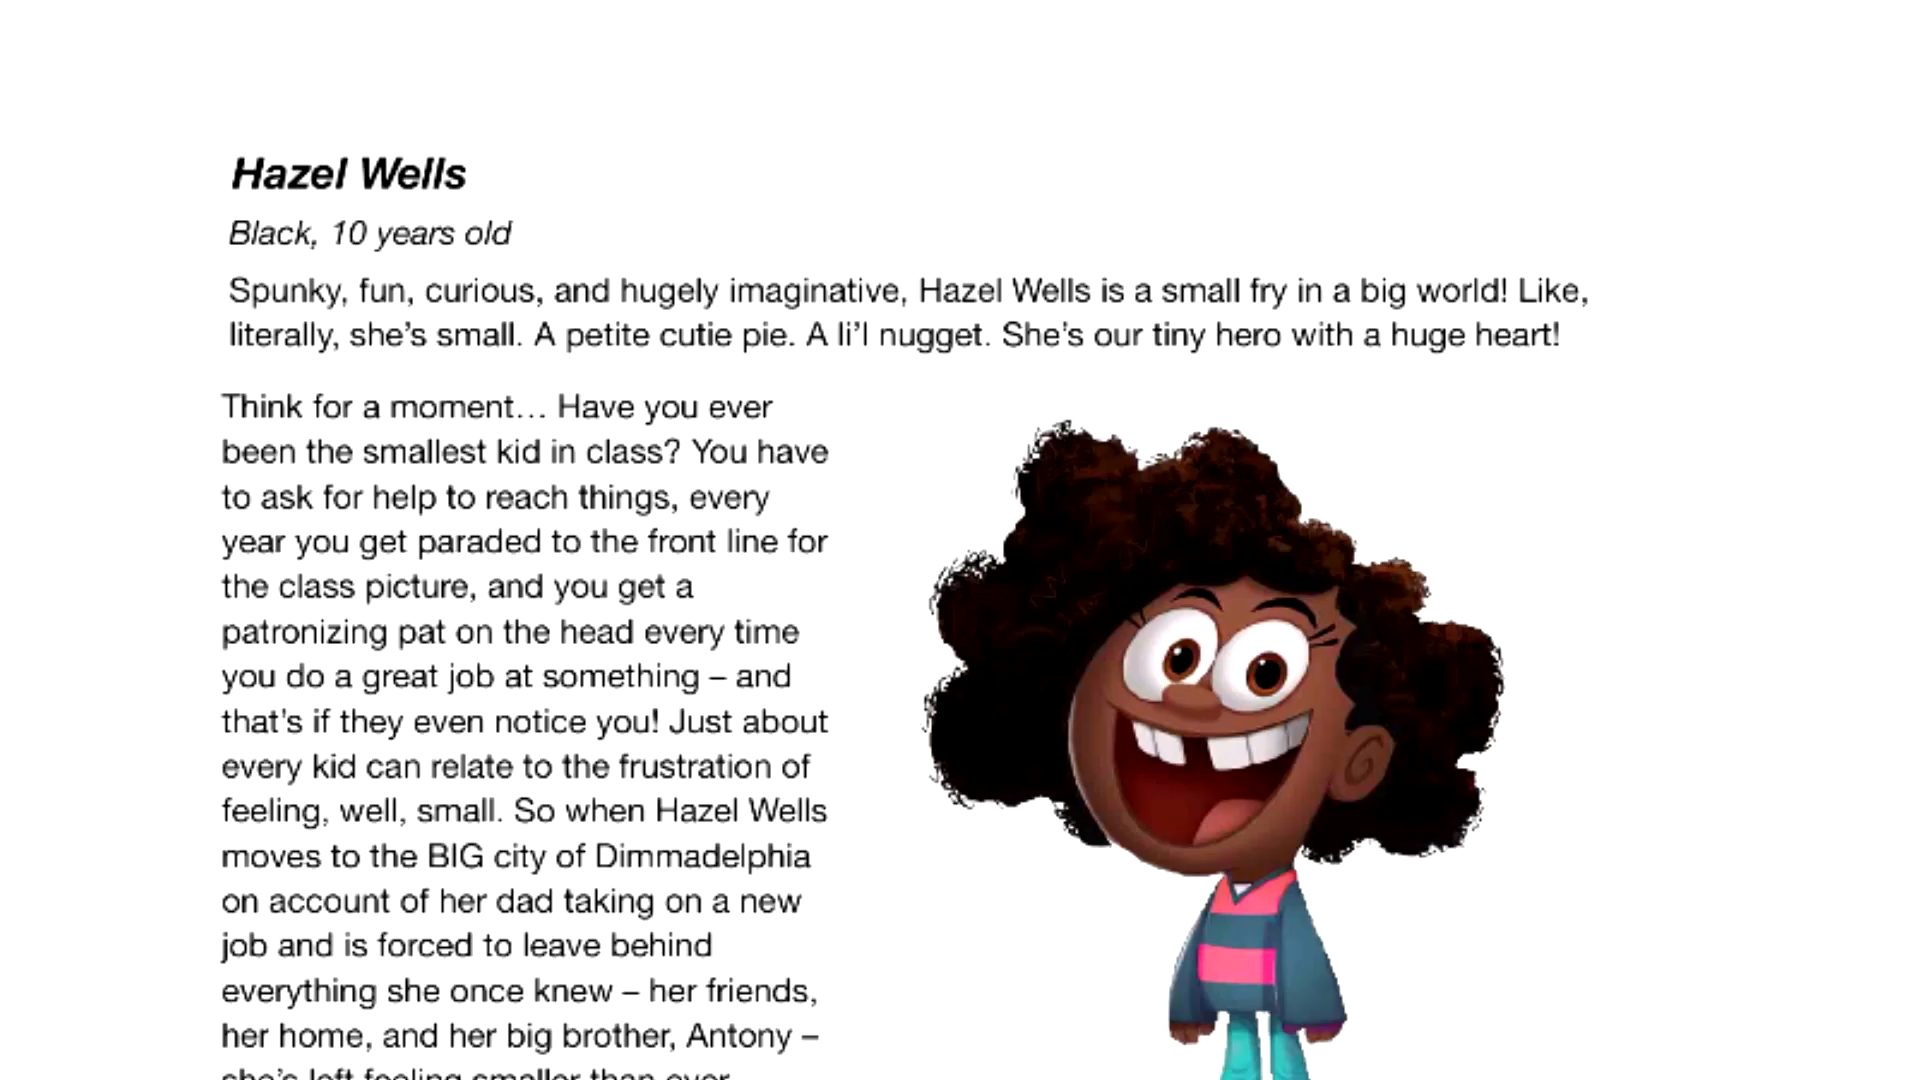 Hazel Wells
Black, 10 years old
Spunky, fun, curious, and hugely imaginative, Hazel Wells is a small fry in a big world! Like,
literally, she’s small. A petite cutie pie. A li’l nugget. She’s our tiny hero with a huge heart!
Think for a moment… Have you ever
been the smallest kid in class? You have
to ask for help to reach things, every
year you get paraded to the front line for
the class picture, and you get a
patronizing pat on the head every time
you do a great job at something – and
that’s if they even notice you! Just about
every kid can relate to the frustration of
feeling, well, small. So when Hazel Wells
moves to the BIG city of Dimmadelphia
on account of her dad taking on a new
job and is forced to leave behind
everything she once knew – her friends,
her home, and her big brother, Antony –
she’s left feeling smaller than ever